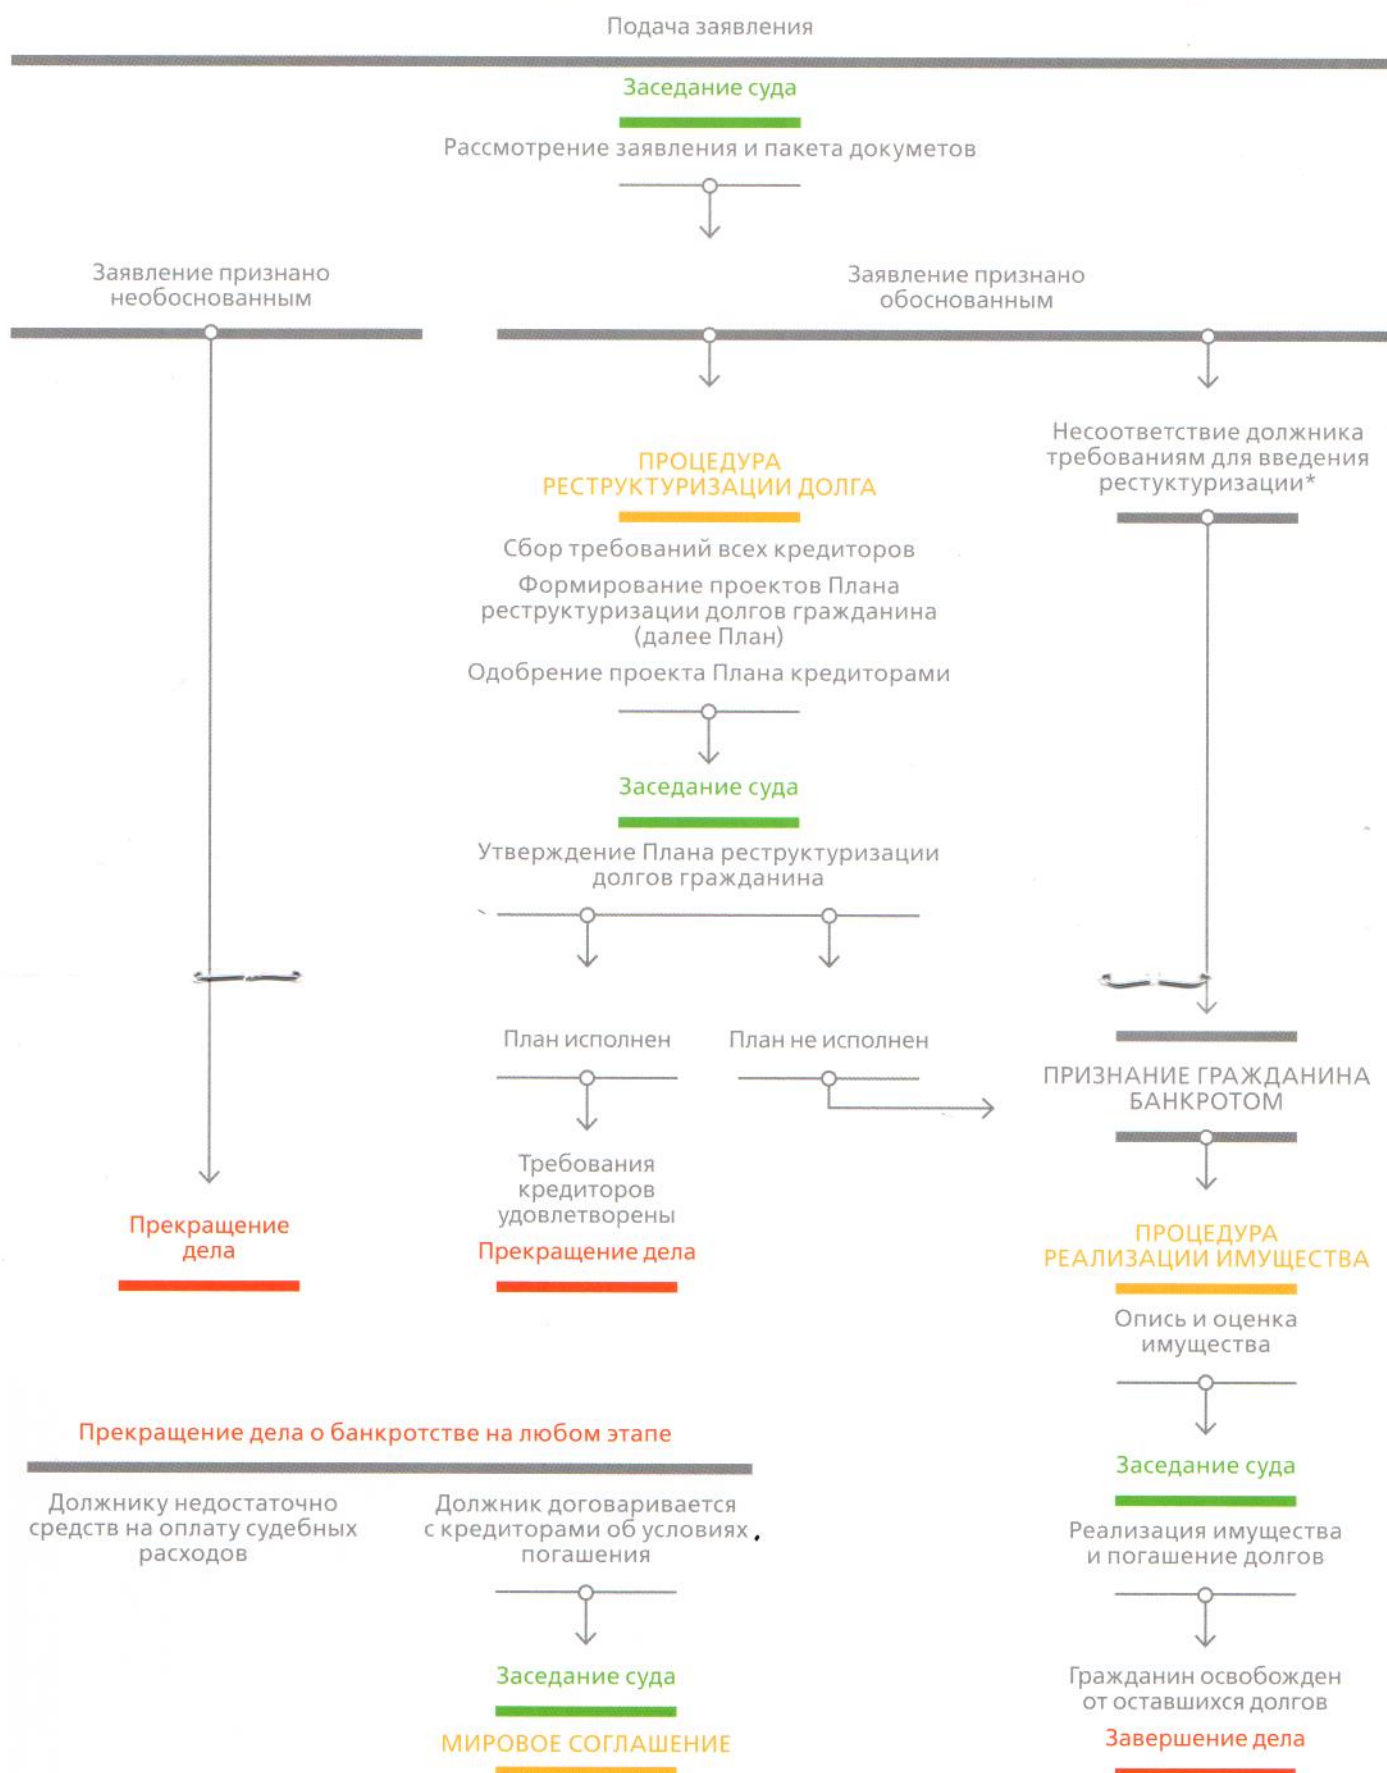 Подача заявления
Заседание суда
Рассмотрение заявления и пакета докуметов
Заявление признано
необоснованным
Заявление признано
обоснованным
ПРОЦЕДУРА
РЕСТРУКТУРИЗАЦИИ ДОЛГА
Сбор требований всех кредиторов
Формирование проектов Плана
реструктуризации долгов гражданина
(далее План)
Одобрение проекта Плана кредиторами
Заседание суда
Утверждение Плана реструктуризации
долгов гражданина
План исполнен
План не исполнен
Требования
кредиторов
удовлетворены
Прекращение дела
Несоответствие должника
требованиям для введения
рестуктуризации*
ПРИЗНАНИЕ ГРАЖДАНИНА
БАНКРОТОМ
ПРОЦЕДУРА
РЕАЛИЗАЦИИ ИМУЩЕСТВА
Опись и оценка
имущества
Заседание суда
Реализация имущества
и погашение долгов
Гражданин освобожден
от оставшихся долгов
Завершение дела
Прекращение
дела
Прекращение дела о банкротстве на любом этапе
Должнику недостаточно
средств на оплату судебных
расходов
Должник договаривается
с кредиторами об условиях
погашения
Заседание суда
МИРОВОЕ СОГЛАШЕНИЕ